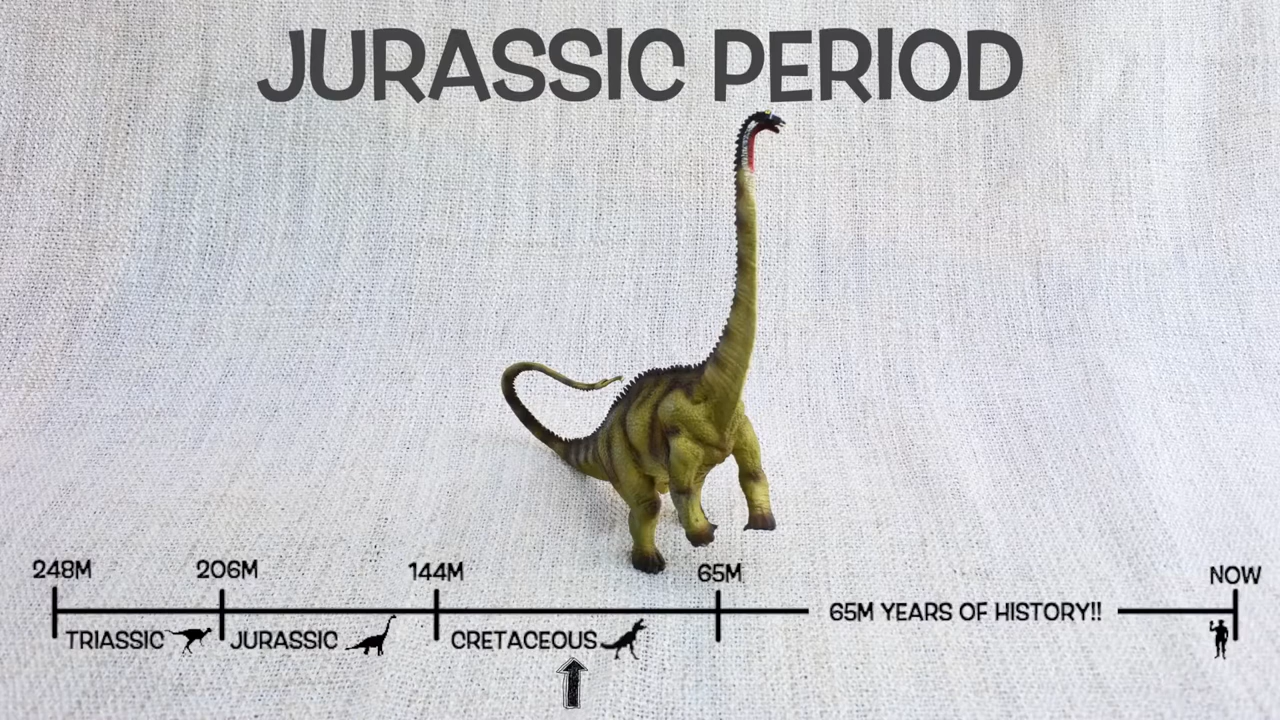 JURASSIC PERIOD
248M 206M 144M 65M NOW
65M YEARS OF HISTORY!!
TRIASSIC JURASSIC CRETACEOUS